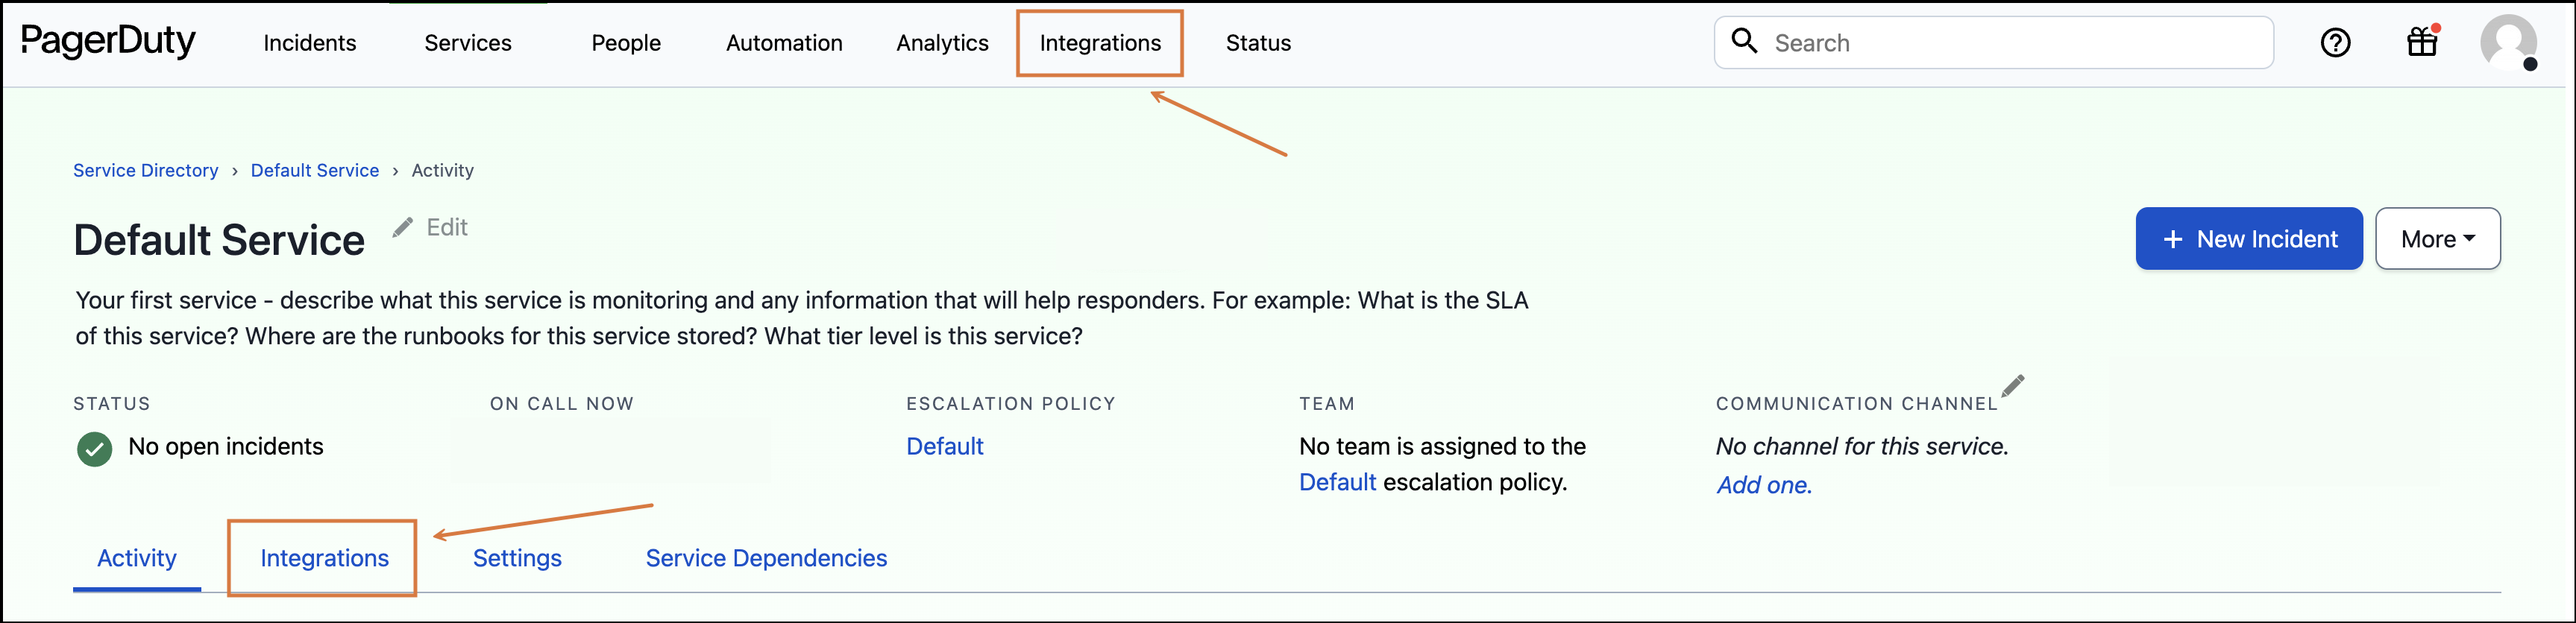 PagerDuty Incidents Services People Automation Analytics Integrations Status Search
Service Directory › Default Service › Activity
Default Service Edit
+ New Incident More
Your first service - describe what this service is monitoring and any information that will help responders. For example: What is the SLA
of this service? Where are the runbooks for this service stored? What tier level is this service?
STATUS ON CALL NOW ESCALATION POLICY TEAM COMMUNICATION CHANNEL
No open incidents Default No team is assigned to the No channel for this service.
Default escalation policy. Add one.
Activity Integrations Settings Service Dependencies